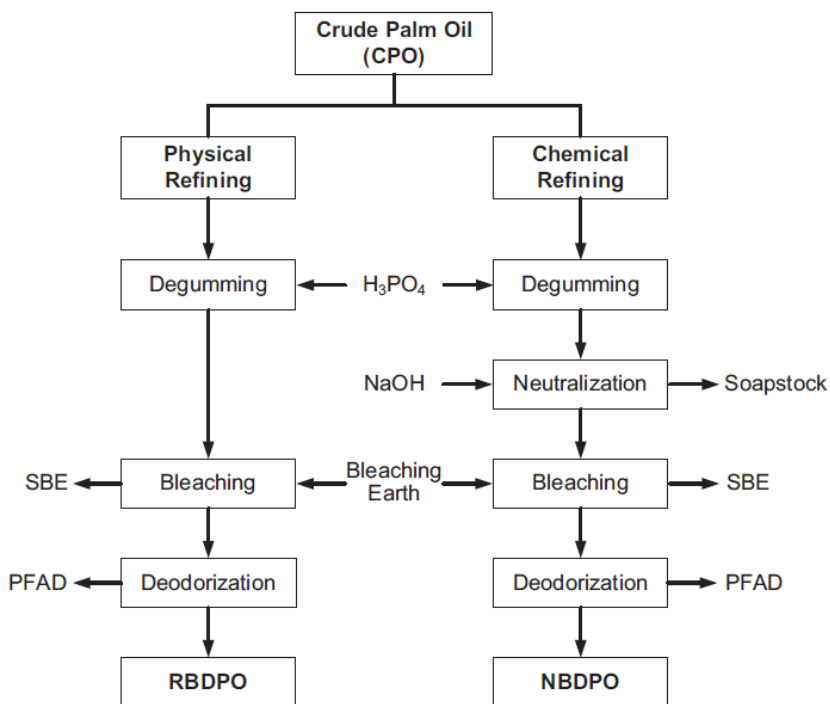 Crude Palm Oil
(CPO)
Physical
Refining
Chemical
Refining
Degumming
H₃PO₄
Degumming
NaOH
Neutralization
Soapstock
SBE
Bleaching
Bleaching
Earth
Bleaching
SBE
PFAD
Deodorization
Deodorization
PFAD
RBDPO
NBDPO